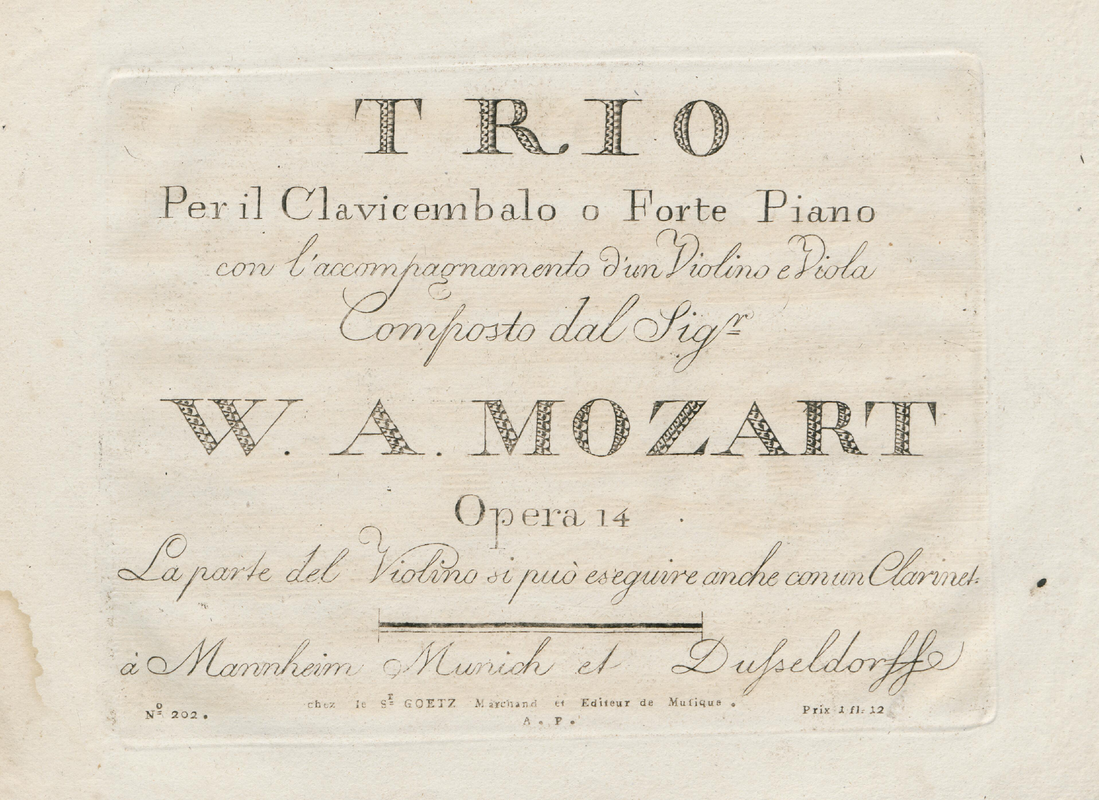 TRIO
Per il Clavicembalo o Forte Piano
con l'accompagnamento d'un Violino e Viola
Composto dal Sigr
W. A. MOZART
Opera 14
La parte del Violino si può eseguire anche con un Clarinet:
à Mannheim Munich et Dusseldorff
chez le Sr GOETZ Marchand et Editeur de Musique.
No 202.
A. P.
Prix 1 fl. 12